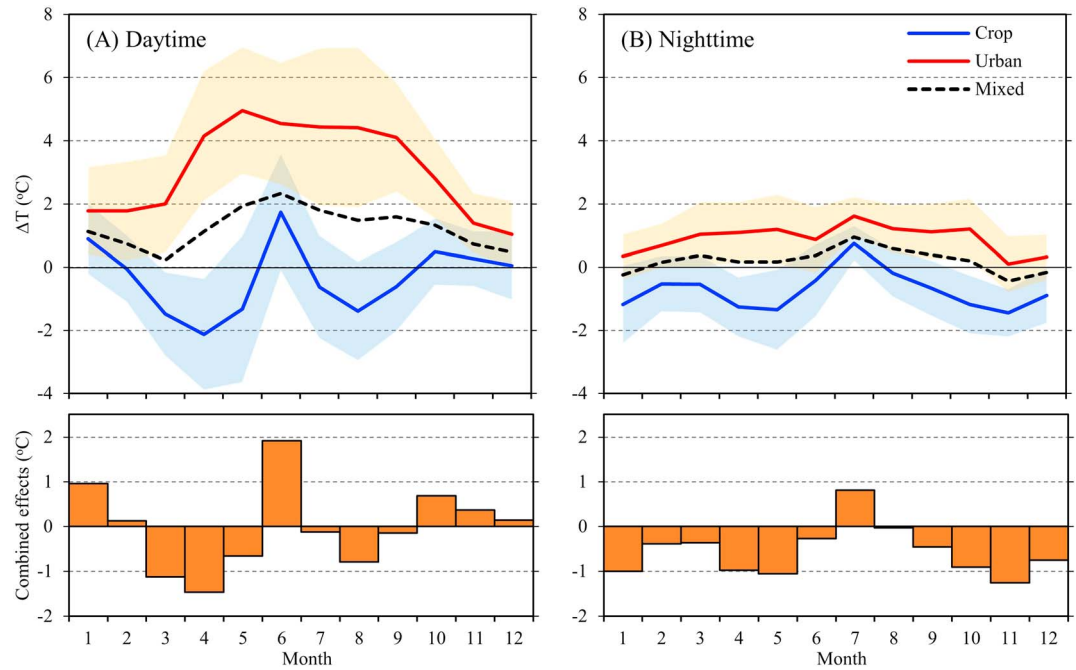 (A) Daytime
(B) Nighttime
Crop
Urban
Mixed
ΔT (°C)
8
6
4
2
0
-2
-4
8
6
4
2
0
-2
-4
Combined effects (°C)
2
1
0
-1
-2
2
1
0
-1
-2
1 2 3 4 5 6 7 8 9 10 11 12
1 2 3 4 5 6 7 8 9 10 11 12
Month
Month